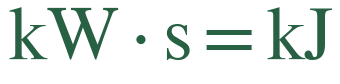 kW · s = kJ